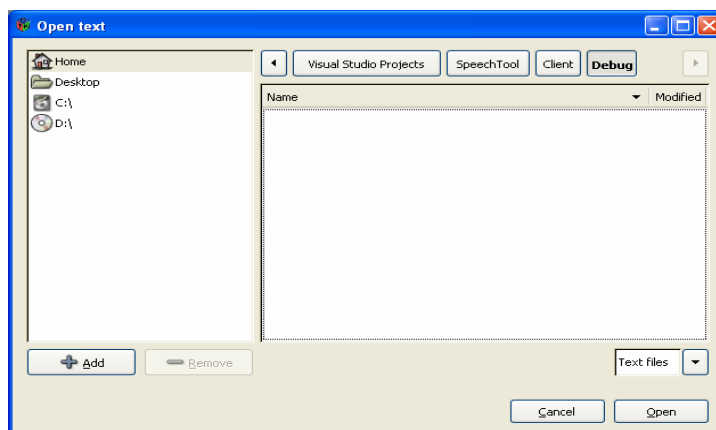 Open text
Home
Desktop
C:\
D:\
Visual Studio Projects SpeechTool Client Debug
Name Modified
Add Remove
Text files
Cancel Open